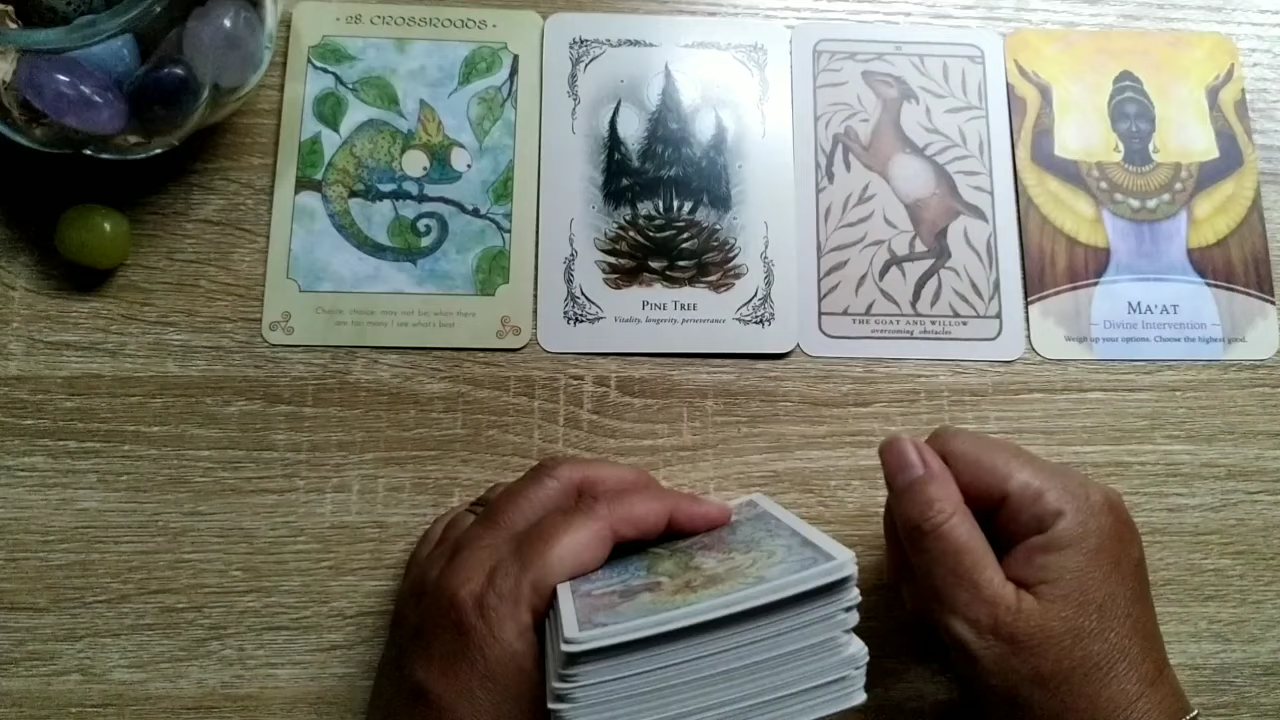 · 28. CROSSROADS ·
Choice, choice, may not be; when there
are too many I see what's best
PINE TREE
Vitality, longevity, perseverance
III
THE GOAT AND WILLOW
overcoming obstacles
MA'AT
— Divine Intervention —
Weigh up your options. Choose the highest good.